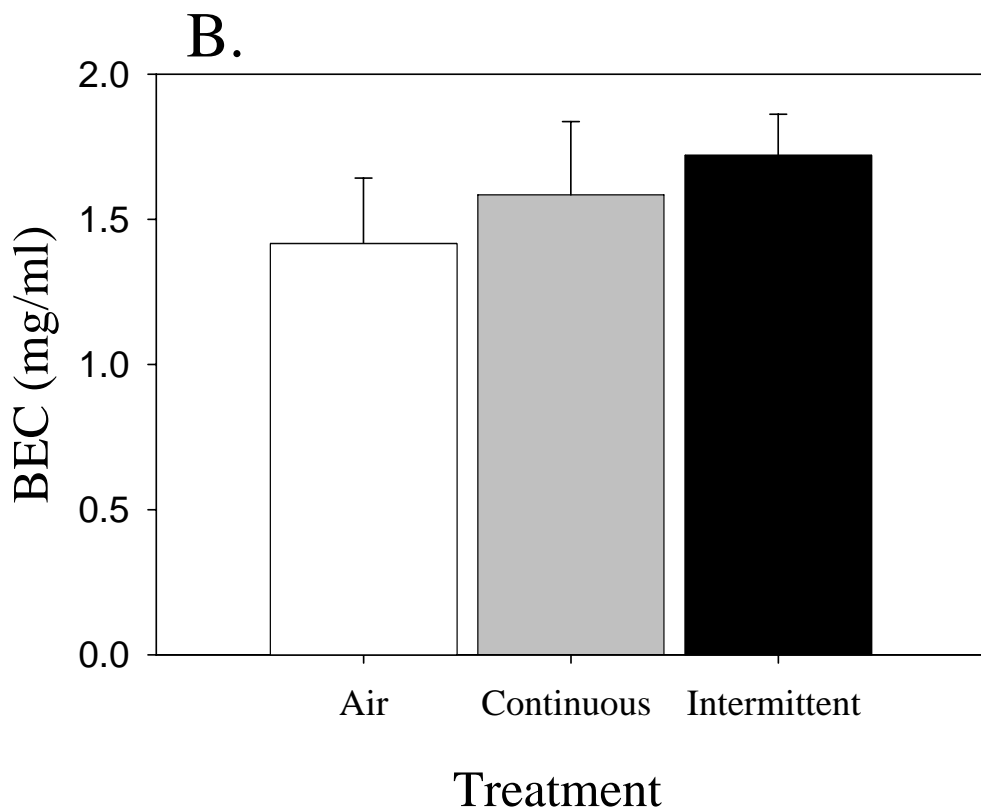 B.
2.0
1.5
1.0
0.5
0.0
BEC (mg/ml)
Air Continuous Intermittent
Treatment